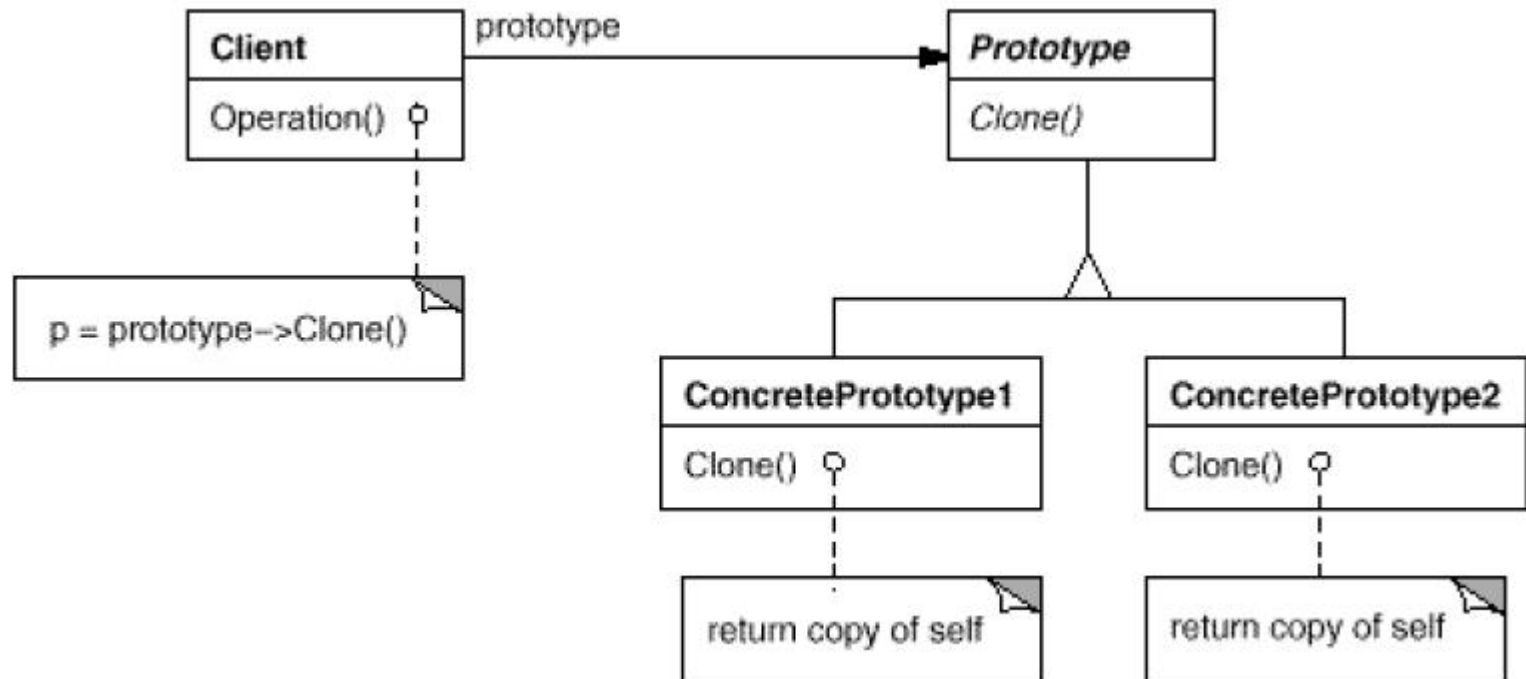 Client
prototype
Prototype
Operation()
Clone()
p = prototype–>Clone()
ConcretePrototype1
ConcretePrototype2
Clone()
Clone()
return copy of self
return copy of self